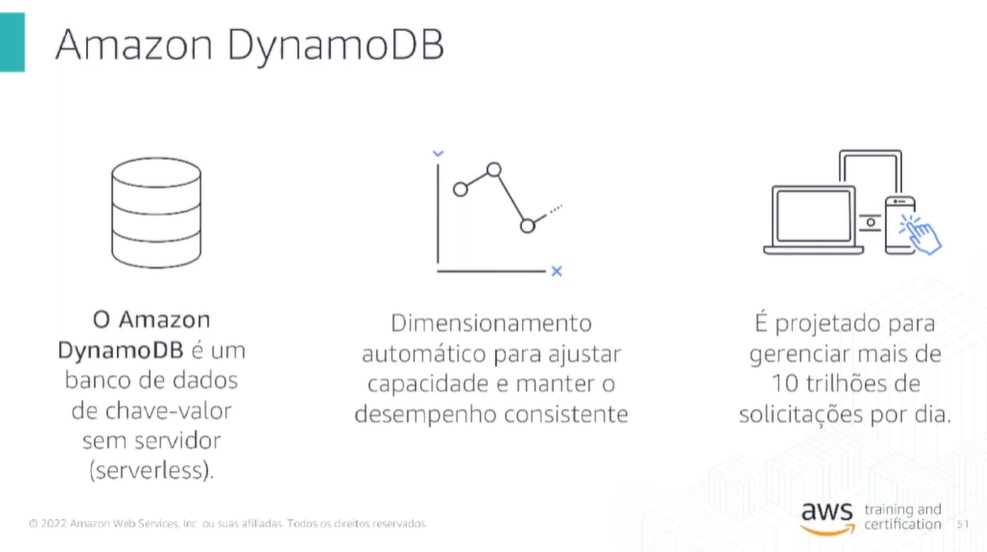 Amazon DynamoDB
O Amazon
DynamoDB é um
banco de dados
de chave-valor
sem servidor
(serverless).
Dimensionamento
automático para ajustar
capacidade e manter o
desempenho consistente
É projetado para
gerenciar mais de
10 trilhões de
solicitações por dia.
© 2022 Amazon Web Services, Inc. ou suas afiliadas. Todos os direitos reservados.
aws training and
certification
51